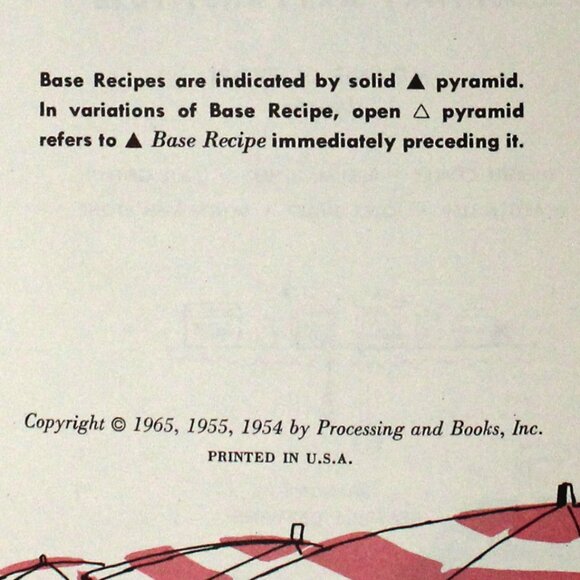 Base Recipes are indicated by solid ▲ pyramid.
In variations of Base Recipe, open △ pyramid
refers to ▲ Base Recipe immediately preceding it.
Copyright © 1965, 1955, 1954 by Processing and Books, Inc.
PRINTED IN U.S.A.